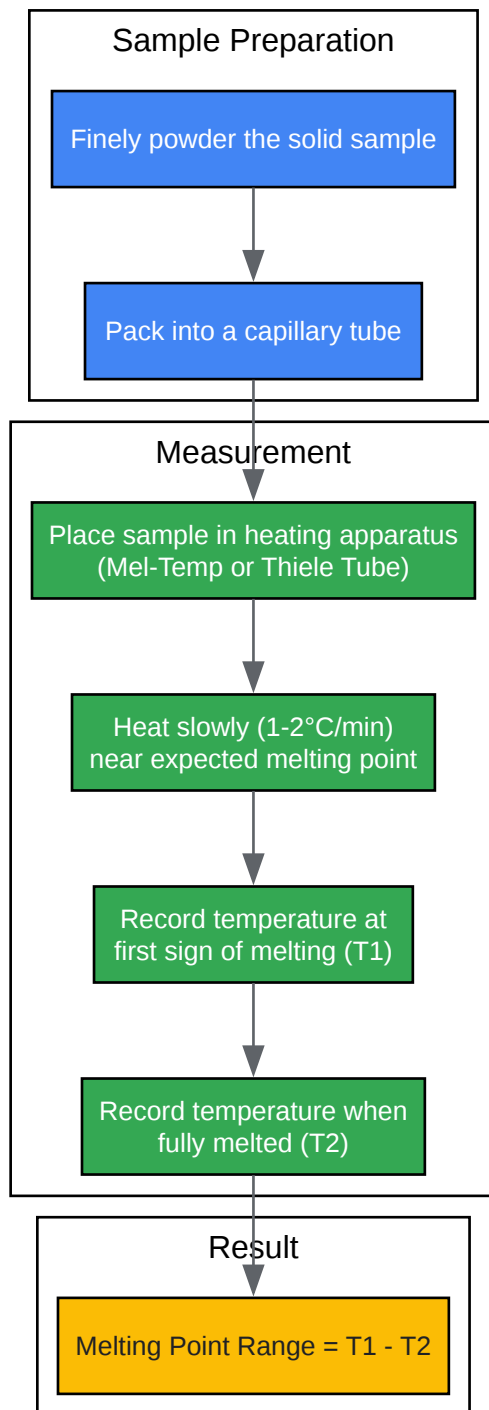 Sample Preparation
Finely powder the solid sample
Pack into a capillary tube
Measurement
Place sample in heating apparatus
(Mel-Temp or Thiele Tube)
Heat slowly (1-2°C/min)
near expected melting point
Record temperature at
first sign of melting (T1)
Record temperature when
fully melted (T2)
Result
Melting Point Range = T1 - T2